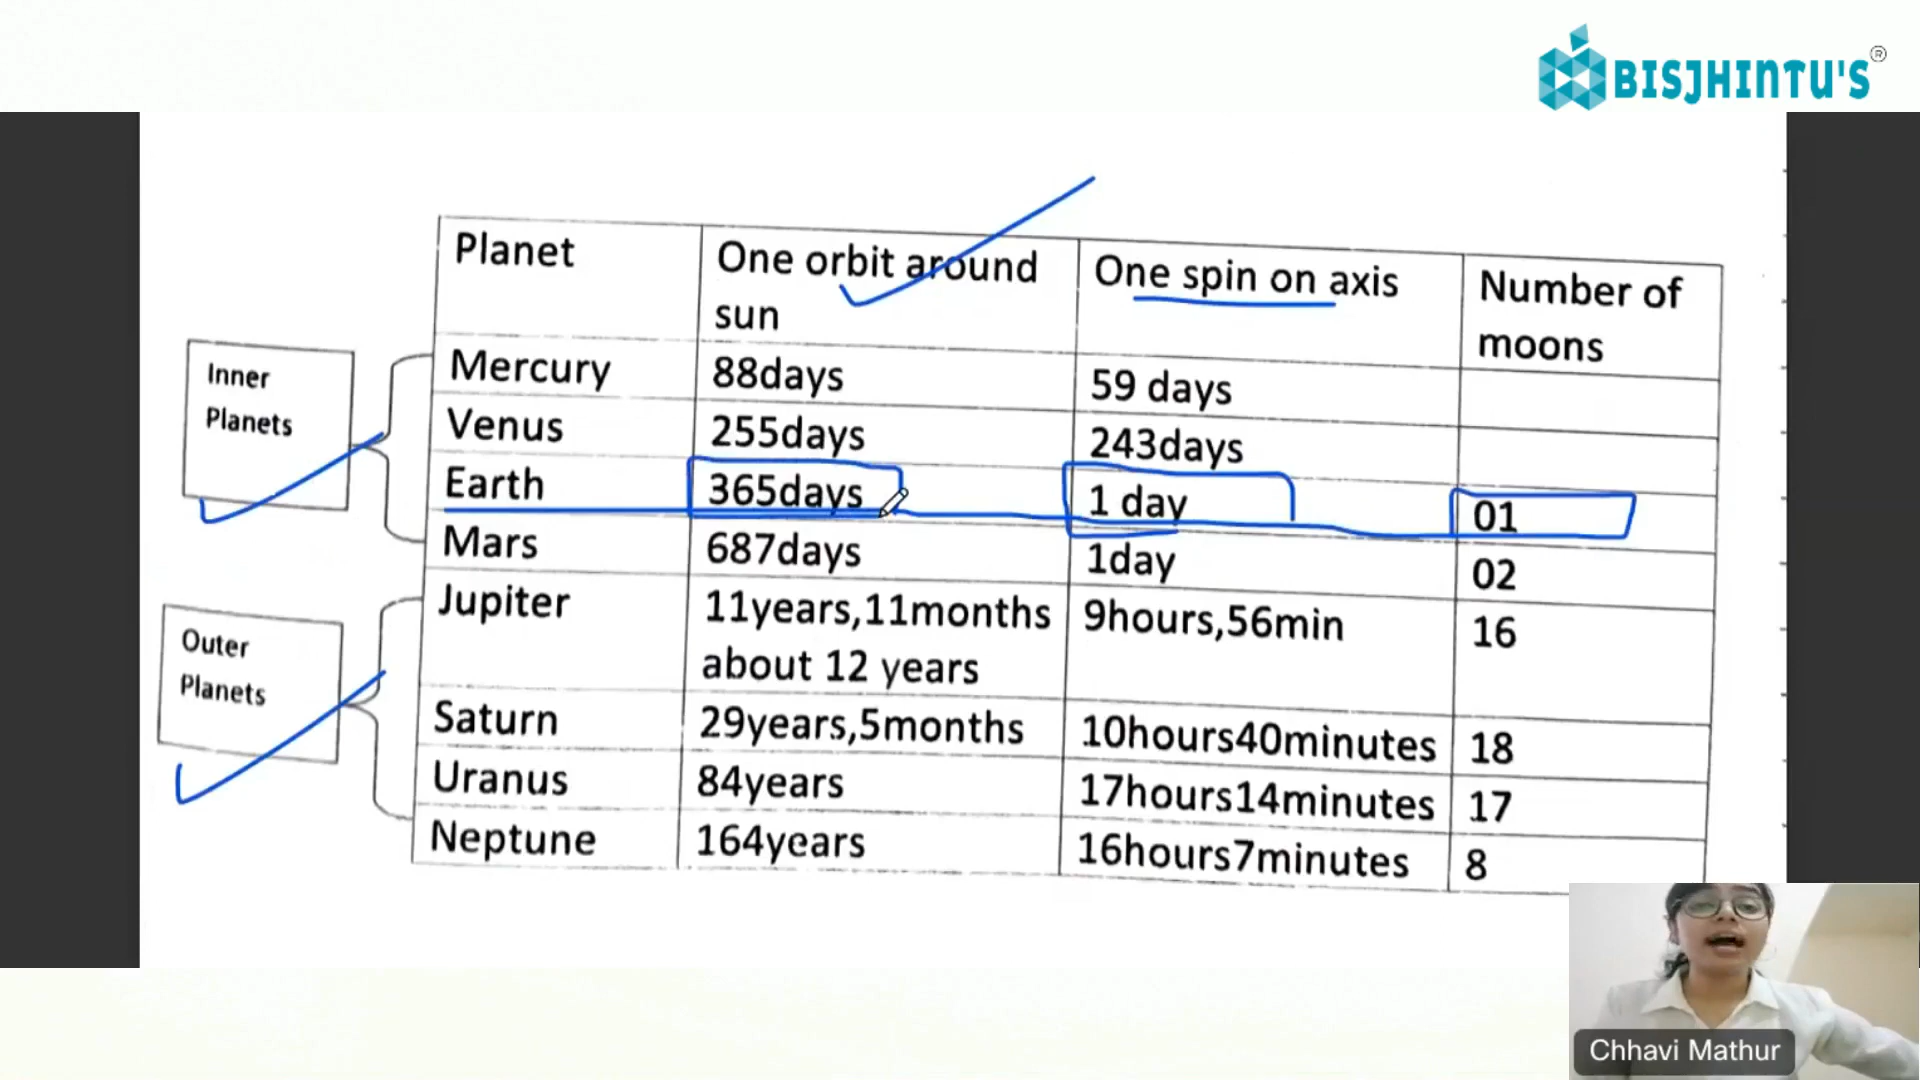 BISJHINTU'S®
Planet One orbit around sun One spin on axis Number of moons
Inner Planets
Mercury 88days 59 days
Venus 255days 243days
Earth 365days 1 day 01
Mars 687days 1day 02
Outer Planets
Jupiter 11years,11months about 12 years 9hours,56min 16
Saturn 29years,5months 10hours40minutes 18
Uranus 84years 17hours14minutes 17
Neptune 164years 16hours7minutes 8
Chhavi Mathur